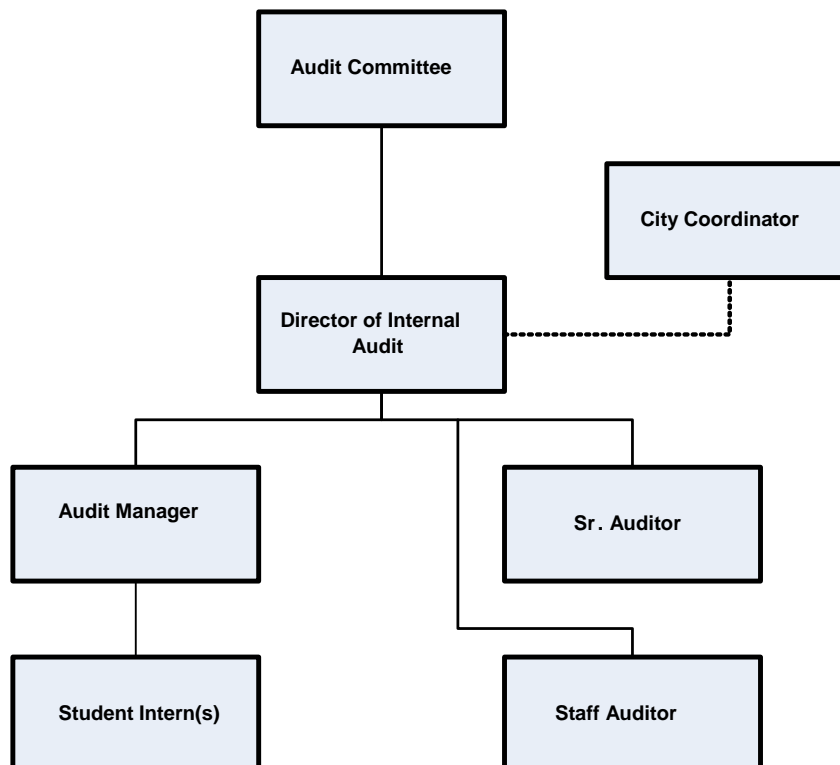 Audit Committee
City Coordinator
Director of Internal
Audit
Audit Manager
Sr. Auditor
Student Intern(s)
Staff Auditor